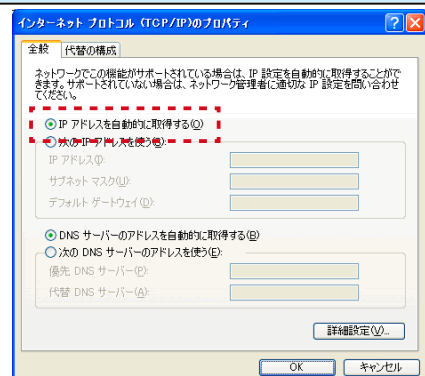 インターネット プロトコル (TCP/IP)のプロパティ
全般 代替の構成
ネットワークでこの機能がサポートされている場合は、IP 設定を自動的に取得することがで
きます。サポートされていない場合は、ネットワーク管理者に適切な IP 設定を問い合わせ
てください。
IP アドレスを自動的に取得する(O)
次の IP アドレスを使う(S):
IP アドレス(I):
サブネット マスク(U):
デフォルト ゲートウェイ(D):
DNS サーバーのアドレスを自動的に取得する(B)
次の DNS サーバーのアドレスを使う(E):
優先 DNS サーバー(P):
代替 DNS サーバー(A):
詳細設定(V)...
OK キャンセル